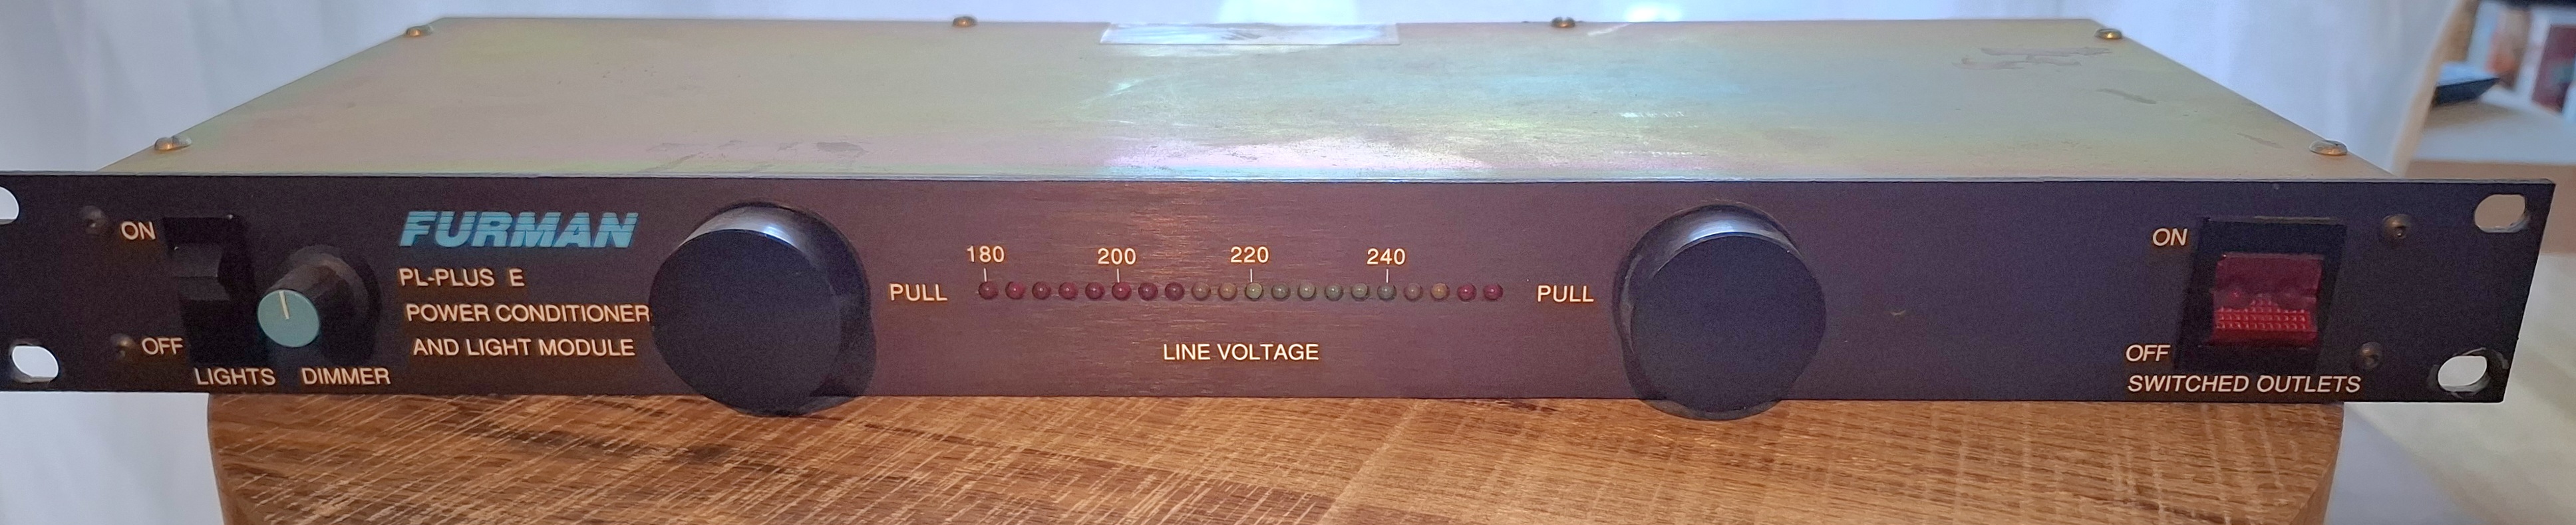 ON
OFF
LIGHTS DIMMER
FURMAN
PL-PLUS E
POWER CONDITIONER
AND LIGHT MODULE
180 200 220 240
PULL
PULL
LINE VOLTAGE
ON
OFF
SWITCHED OUTLETS